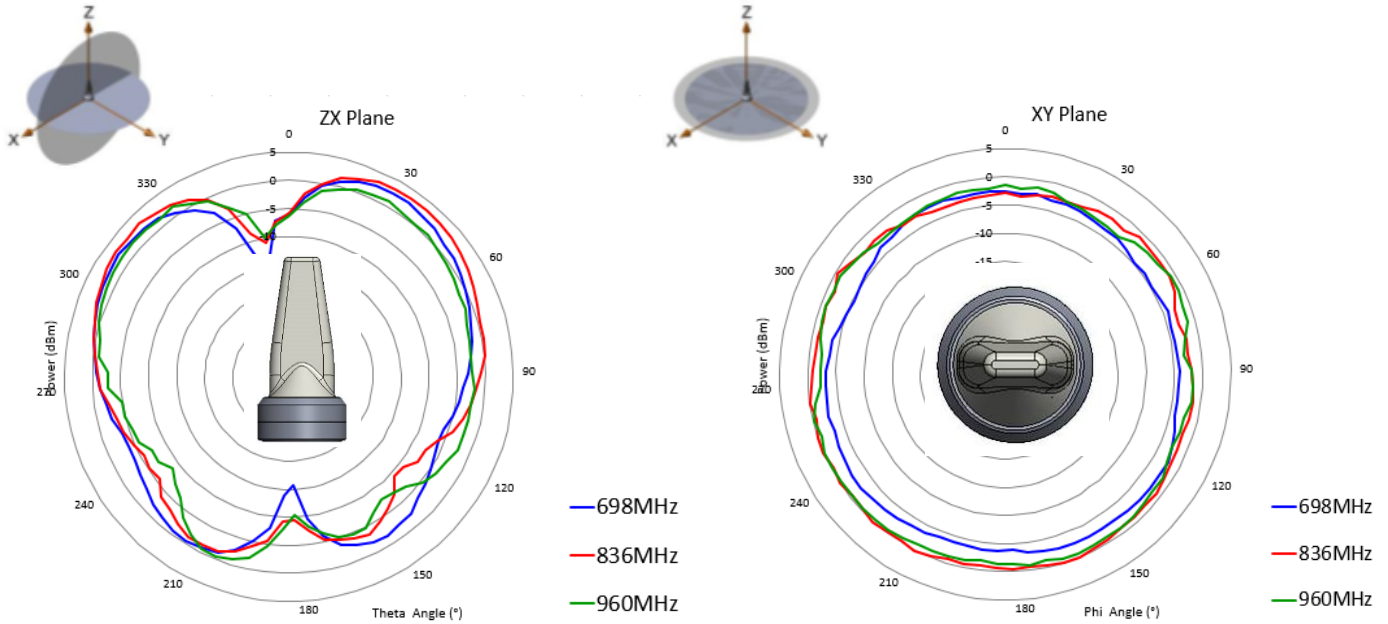 Z
X
Y
ZX Plane
0
5
0
-5
-10
30
60
90
120
150
180
210
240
270
300
330
Power (dBm)
Theta Angle (°)
698MHz
836MHz
960MHz
Z
X
Y
XY Plane
0
5
0
-5
-10
-15
30
60
90
120
150
180
210
240
270
300
330
Power (dBm)
Phi Angle (°)
698MHz
836MHz
960MHz